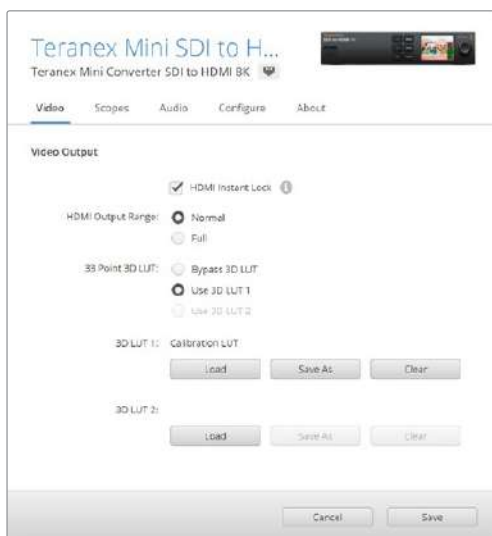 Teranex Mini SDI to H...
Teranex Mini Converter SDI to HDMI 8K
Video Scopes Audio Configure About
Video Output
HDMI Instant Lock
HDMI Output Range: Normal
Full
33 Point 3D LUT: Bypass 3D LUT
Use 3D LUT 1
Use 3D LUT 2
3D LUT 1: Calibration LUT
Load Save As Clear
3D LUT 2:
Load Save As Clear
Cancel Save